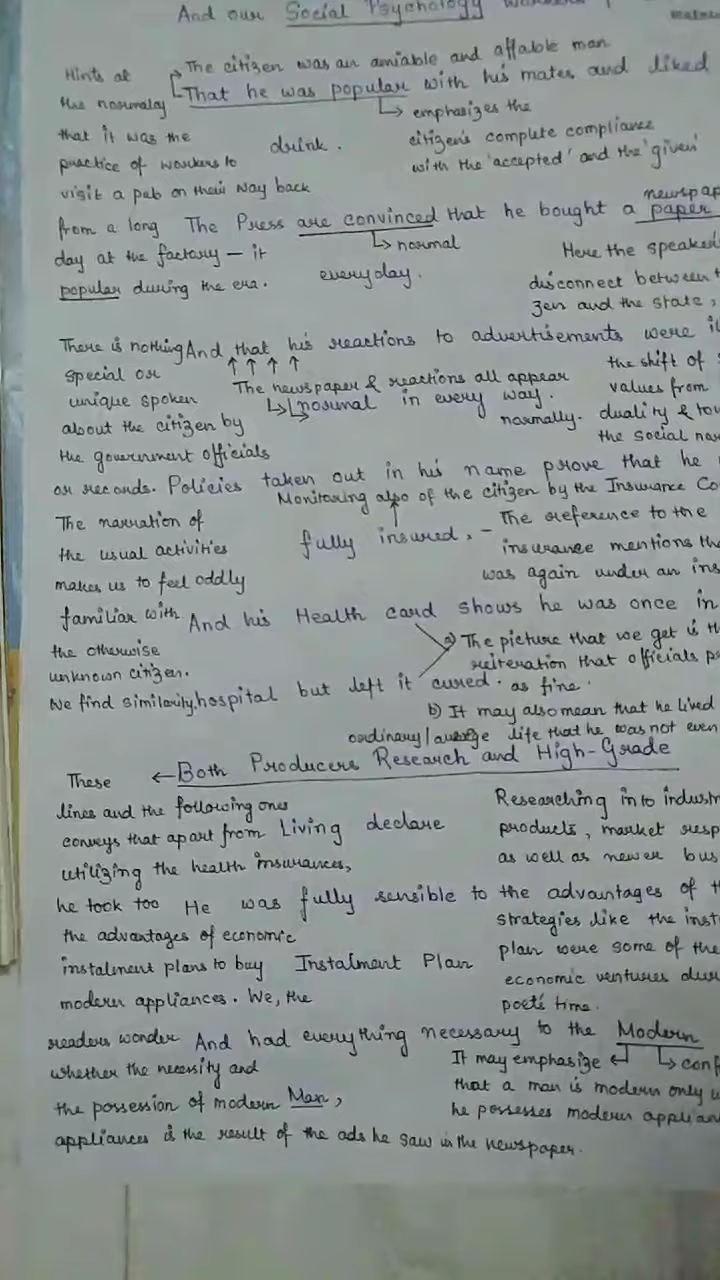 And our Social Psychology
Hints at The citizen was an amiable and affable man
the normalcy That he was popular with his mates and liked
that it was the drink. emphasizes the
practice of workers to citizen's complete compliance
visit a pub on their way back with the 'accepted' and the 'given'
newspap
from a long The Press are convinced that he bought a paper
day at the factory – it normal Here the speaker
popular during the era. everyday. disconnect between t
zen and the state,
There is nothing And that his reactions to advertisements were i
special or the shift of
The newspaper & reactions all appear
unique spoken normal in every way. values from
about the citizen by normally. duality & tou
the government officials the social no
or records. Policies taken out in his name prove that he
Monitoring also of the citizen by the Insurance Co
The narration of fully insured, – The reference to the
the usual activities insurance mentions th
makes us to feel oddly was again under an ins
familiar with And his Health card shows he was once in
the otherwise a) The picture that we get is th
unknown citizen. reiteration that officials p
We find similarity. hospital but left it cured. as fine.
b) It may also mean that he lived
ordinary/average life that he was not even
These Both Producers Research and High-Grade
lines and the following ones Researching into industr
conveys that apart from Living declare products, market resp
utilizing the health insurances, as well as newer bus
he took too He was fully sensible to the advantages of t
the advantages of economic strategies like the inst
instalment plans to buy Instalment Plan plan were some of the
modern appliances. We, the economic ventures dur
poet's time.
readers wonder And had everything necessary to the Modern
whether the necessity and It may emphasize conf
the possession of modern Man, that a man is modern only
he possesses modern applian
appliances is the result of the ads he saw in the newspaper.